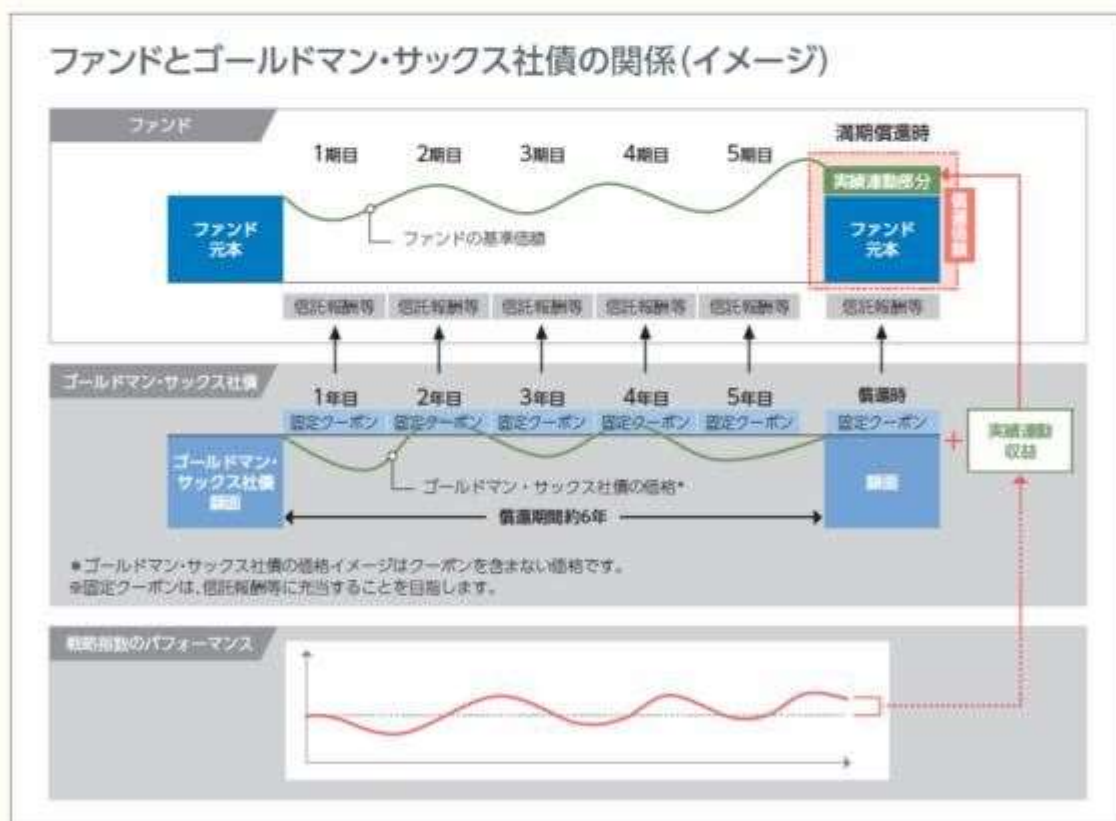 ファンドとゴールドマン・サックス社債の関係(イメージ)
ファンド
満期償還時
1期目 2期目 3期目 4期目 5期目
実績連動部分
ファンド
元本
ファンドの基準価額
ファンド
元本
償還価額
信託報酬等 信託報酬等 信託報酬等 信託報酬等 信託報酬等 信託報酬等
ゴールドマン・サックス社債
1年目 2年目 3年目 4年目 5年目 償還時
固定クーポン 固定クーポン 固定クーポン 固定クーポン 固定クーポン 固定クーポン
+
実績連動
収益
ゴールドマン・
サックス社債
額面
ゴールドマン・サックス社債の価格*
額面
償還期間約6年
*ゴールドマン・サックス社債の価格イメージはクーポンを含まない価格です。
※固定クーポンは、信託報酬等に充当することを目指します。
戦略指数のパフォーマンス